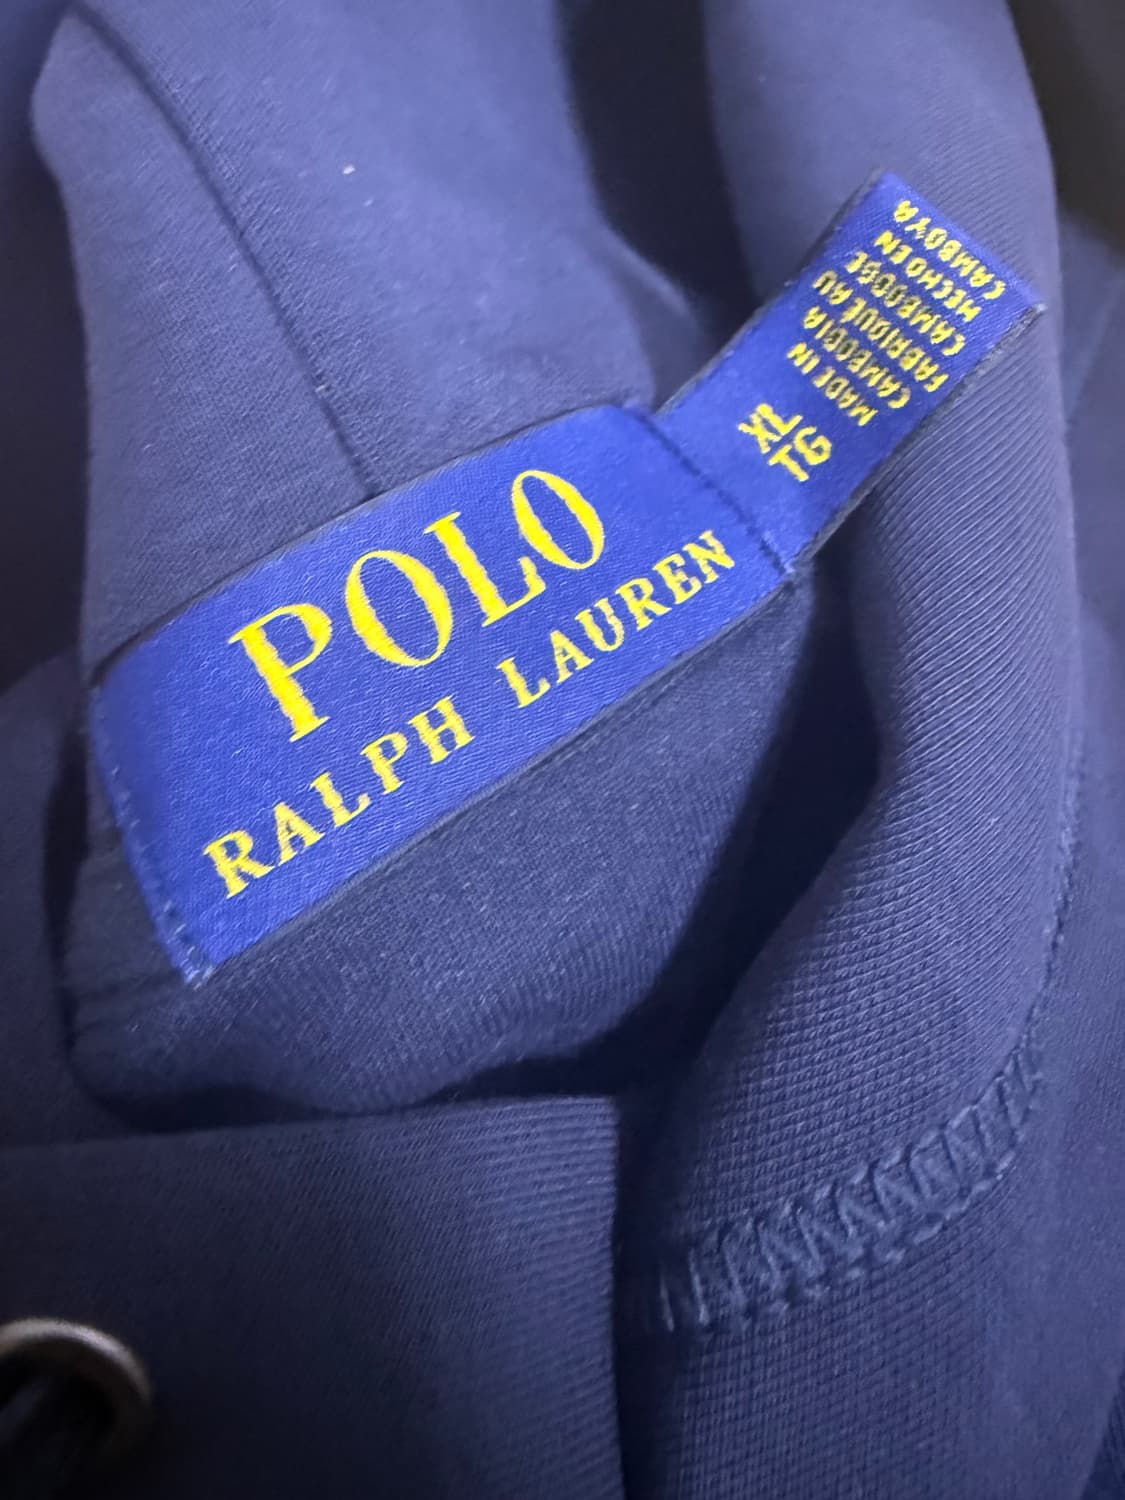 POLO
RALPH LAUREN
XL
TG
MADE IN
CAMBODIA
FABRIQUÉ AU
CAMBODGE
HECHO EN
CAMBOYA